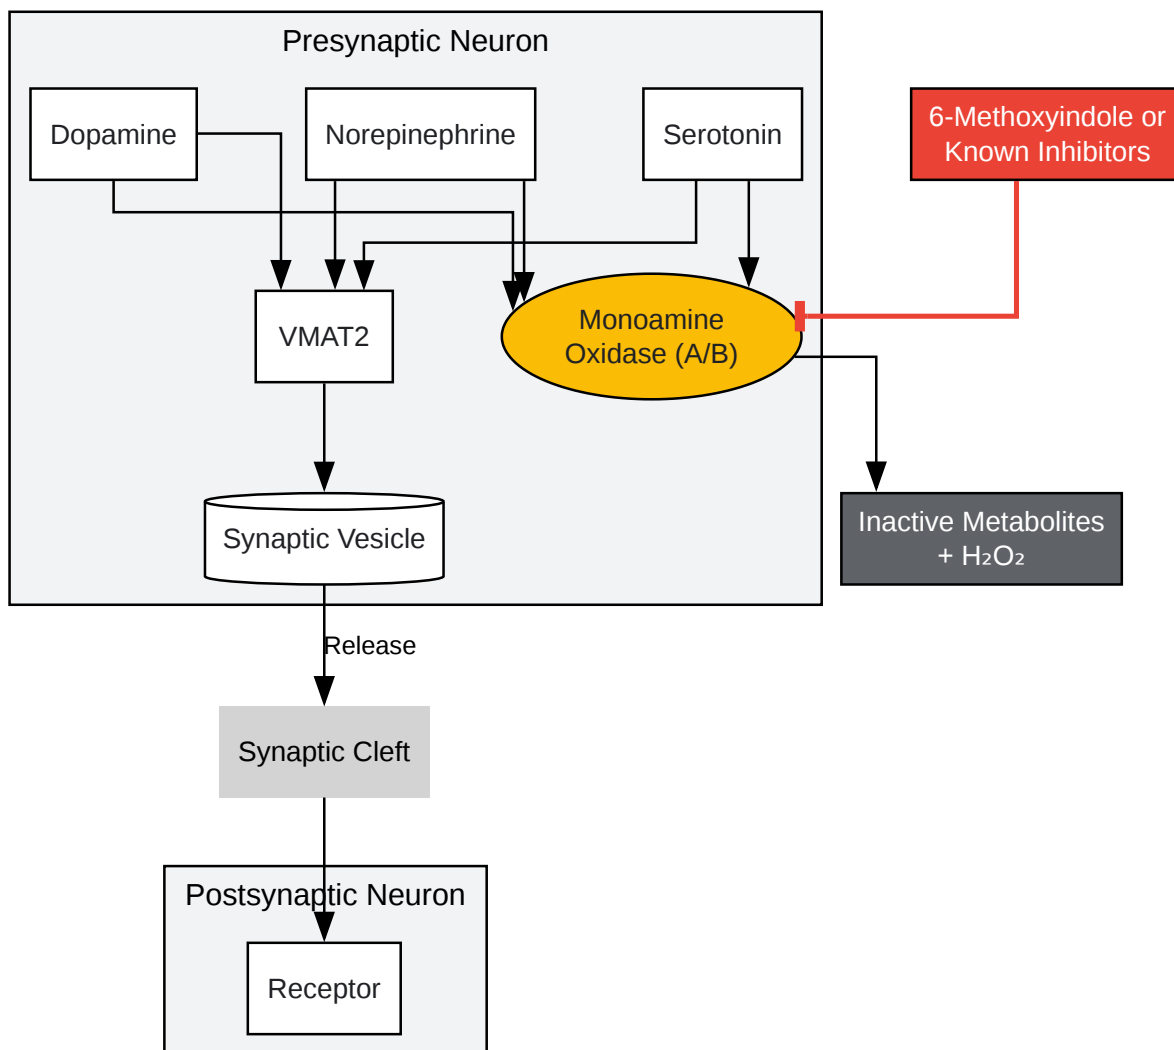 Presynaptic Neuron
Dopamine
Norepinephrine
Serotonin
6-Methoxyindole or
Known Inhibitors
VMAT2
Monoamine
Oxidase (A/B)
Synaptic Vesicle
Inactive Metabolites
+ H₂O₂
Release
Synaptic Cleft
Postsynaptic Neuron
Receptor